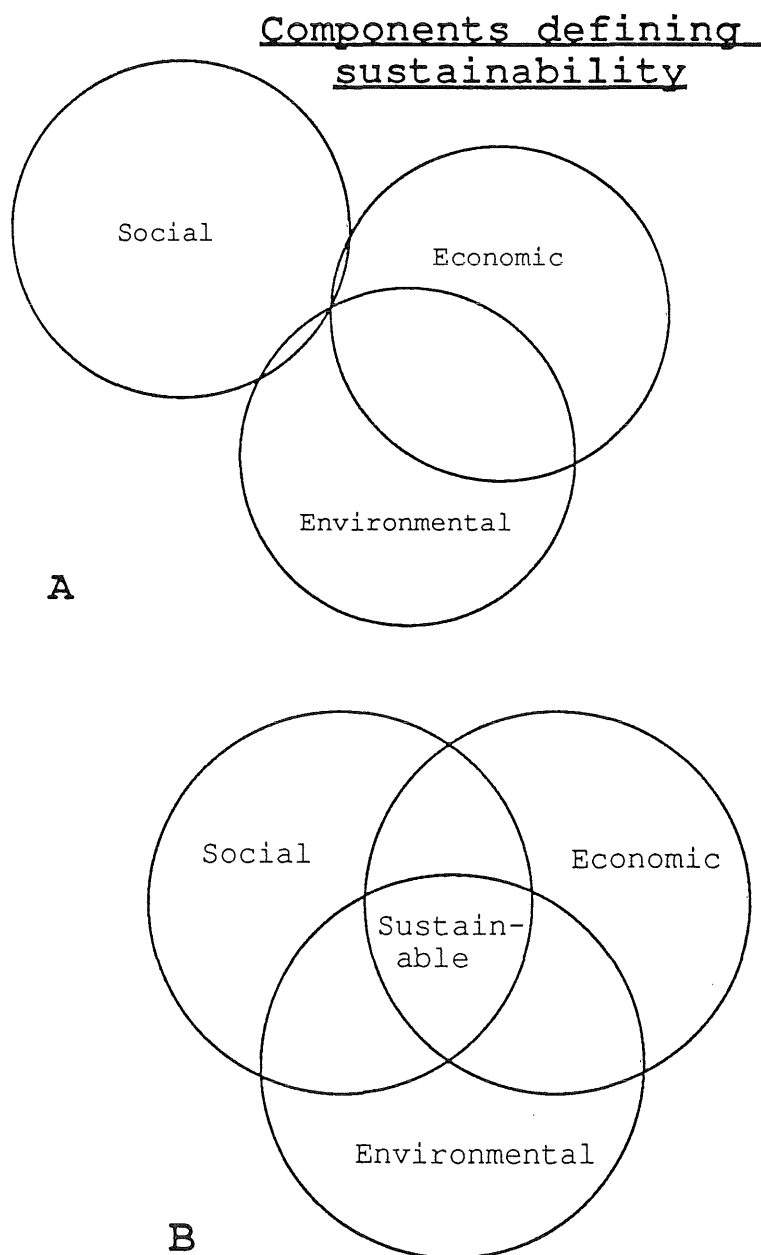 Components defining
sustainability
Social
Economic
Environmental
A
Social
Economic
Sustain-
able
Environmental
B